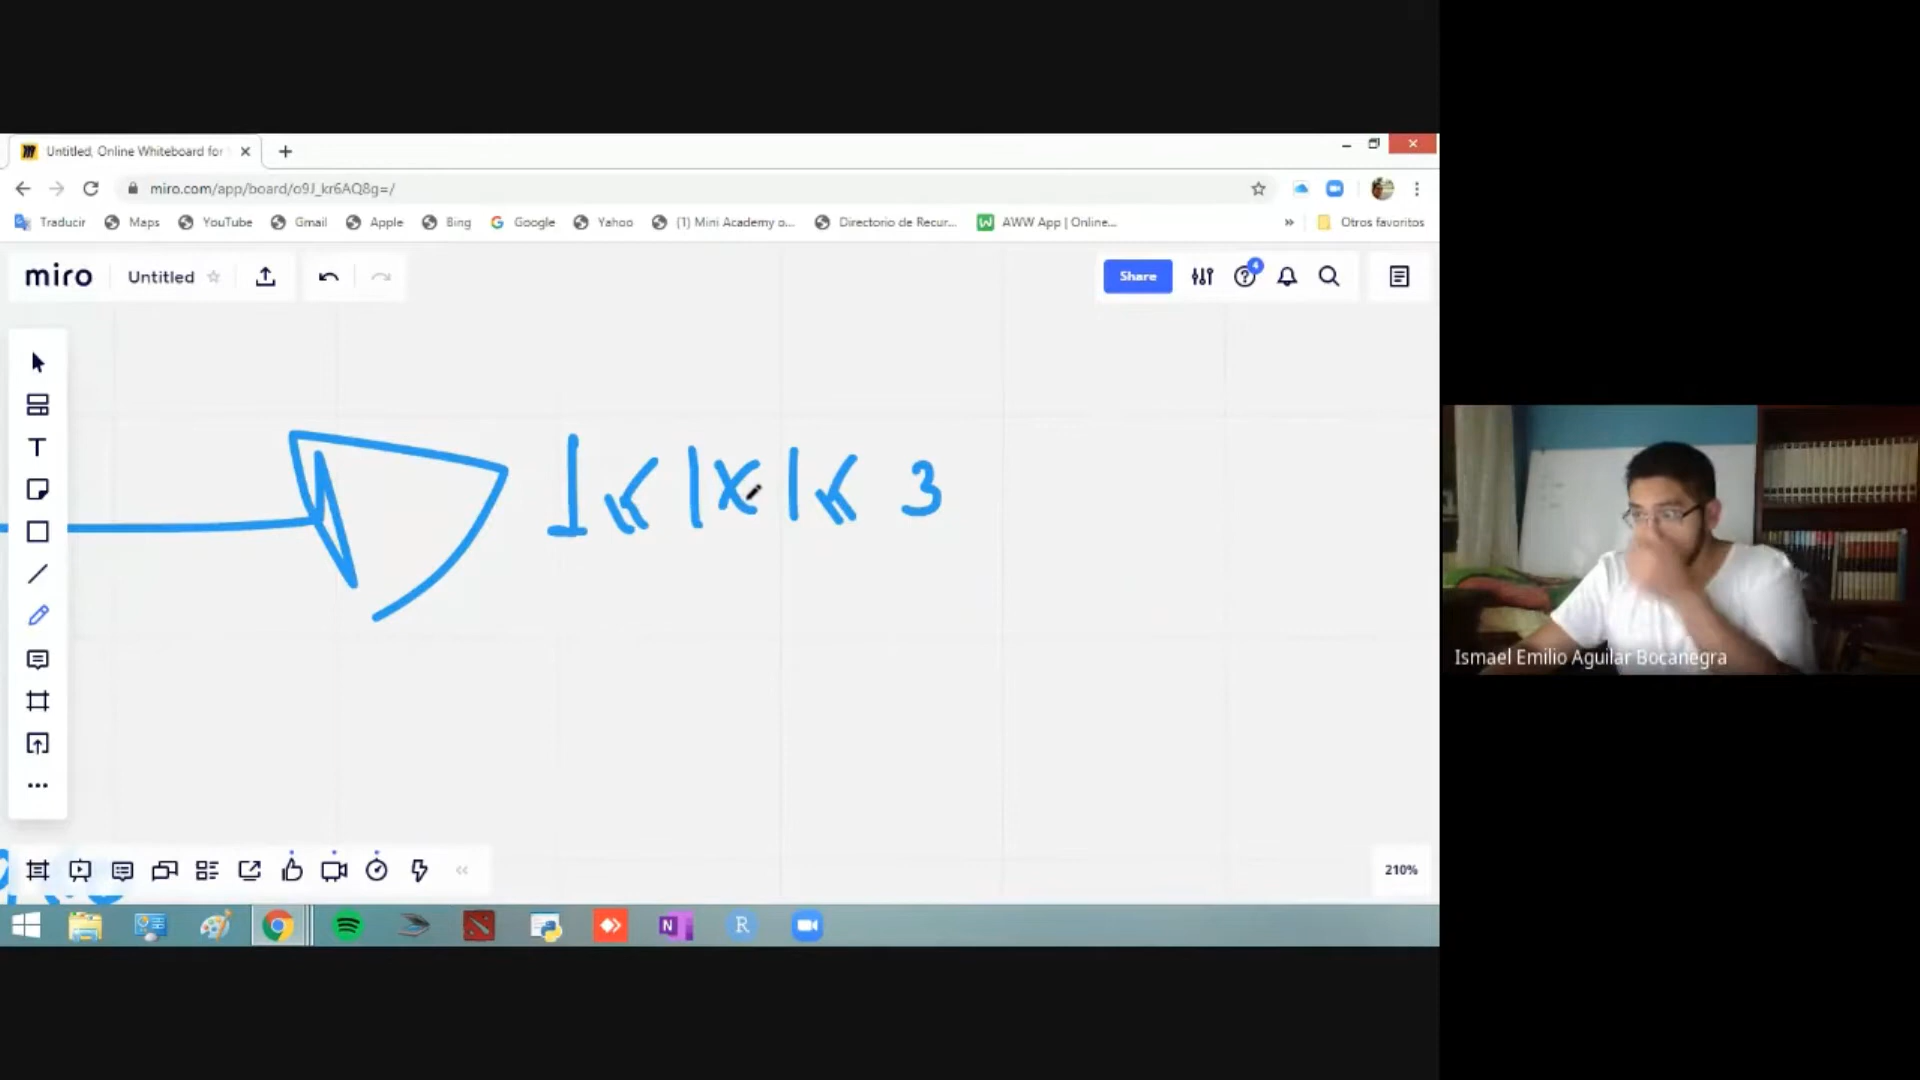 Untitled, Online Whiteboard for
miro.com/app/board/o9J_kr6AQ8g=/
Traducir Maps YouTube Gmail Apple Bing Google Yahoo (1) Mini Academy o... Directorio de Recur... AWW App | Online... » Otros favoritos
miro Untitled Share 4
1 ≤ |x| ≤ 3
Ismael Emilio Aguilar Bocanegra
210%